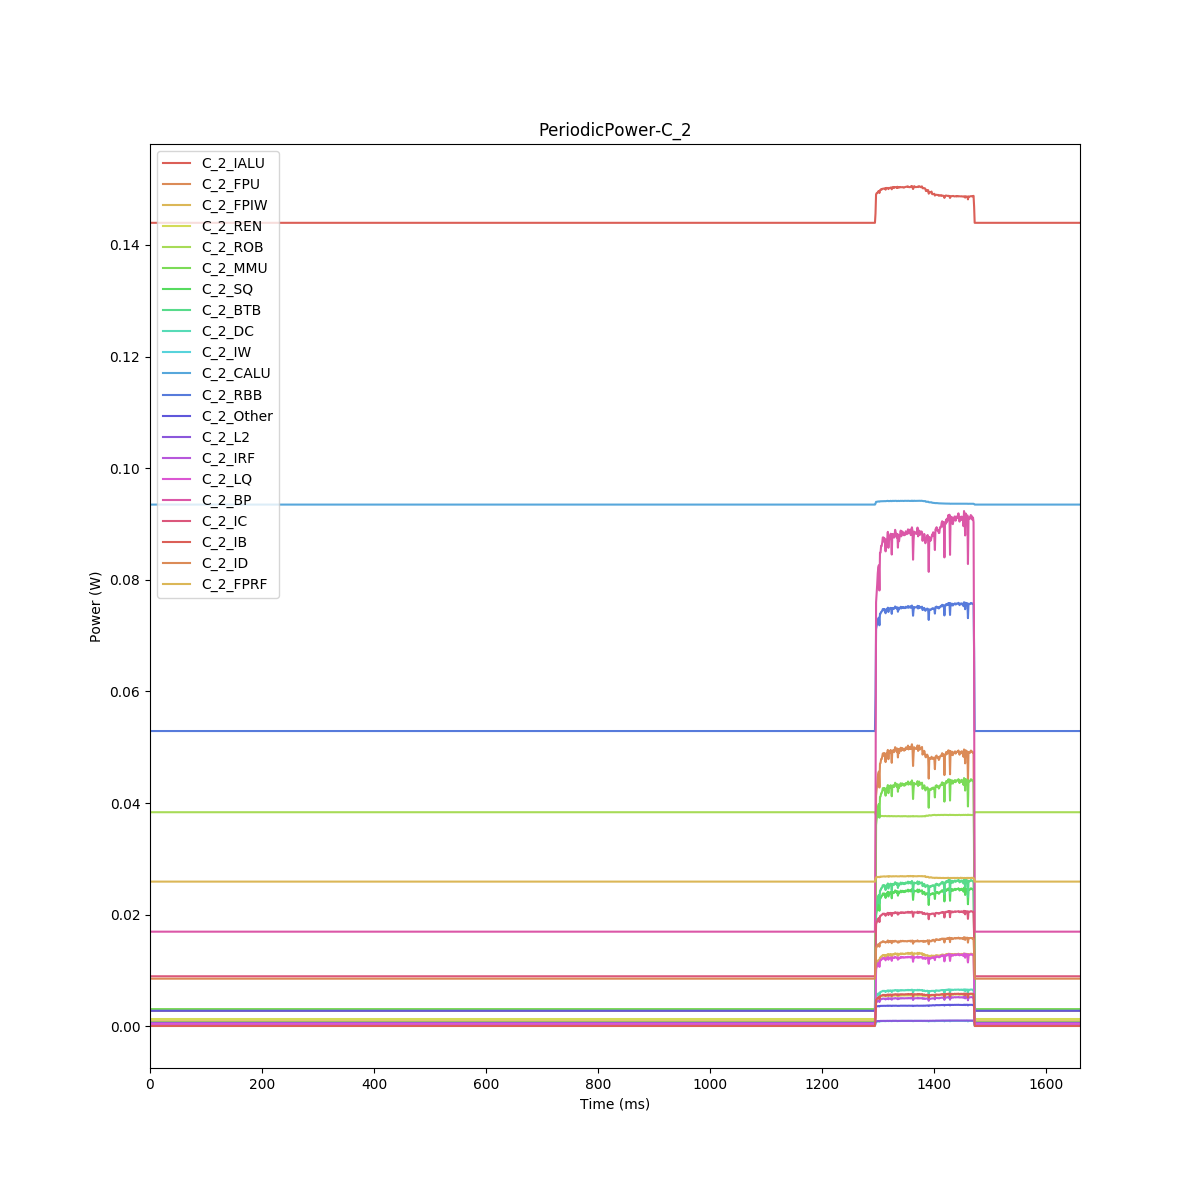 PeriodicPower-C_2
C_2_IALU
C_2_FPU
C_2_FPIW
C_2_REN
C_2_ROB
C_2_MMU
C_2_SQ
C_2_BTB
C_2_DC
C_2_IW
C_2_CALU
C_2_RBB
C_2_Other
C_2_L2
C_2_IRF
C_2_LQ
C_2_BP
C_2_IC
C_2_IB
C_2_ID
C_2_FPRF
0.14
0.12
0.10
0.08
0.06
0.04
0.02
0.00
Power (W)
0 200 400 600 800 1000 1200 1400 1600
Time (ms)